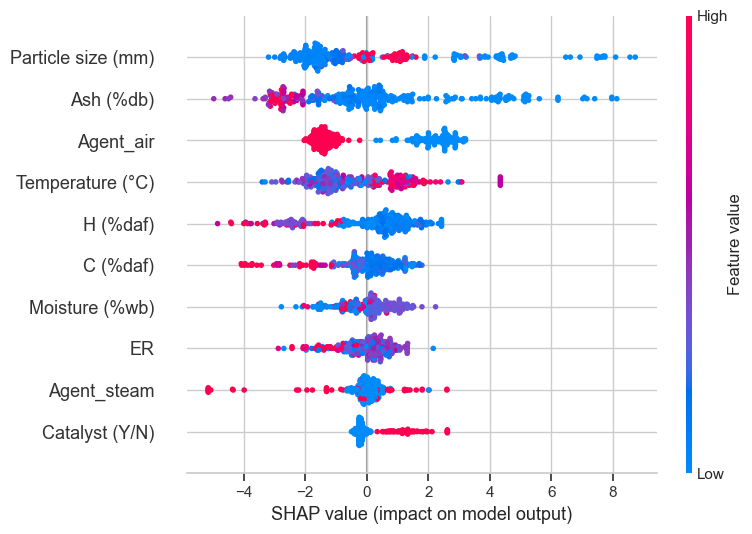 High
Particle size (mm)
Ash (%db)
Agent_air
Temperature (°C)
H (%daf)
C (%daf)
Moisture (%wb)
ER
Agent_steam
Catalyst (Y/N)
Feature value
Low
−4 −2 0 2 4 6 8
SHAP value (impact on model output)